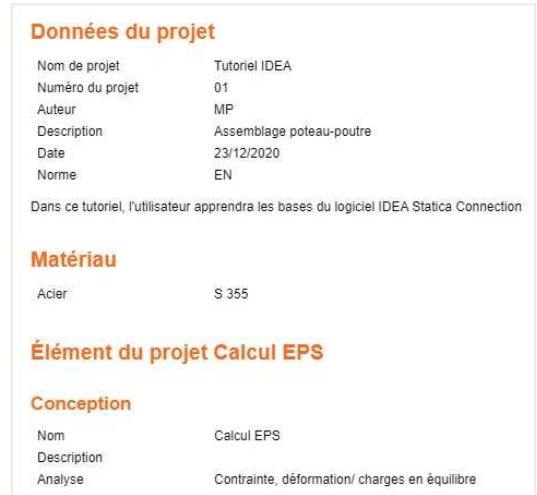 Données du projet
Nom de projet Tutoriel IDEA
Numéro du projet 01
Auteur MP
Description Assemblage poteau-poutre
Date 23/12/2020
Norme EN
Dans ce tutoriel, l'utilisateur apprendra les bases du logiciel IDEA Statica Connection
Matériau
Acier S 355
Élément du projet Calcul EPS
Conception
Nom Calcul EPS
Description
Analyse Contrainte, déformation/ charges en équilibre